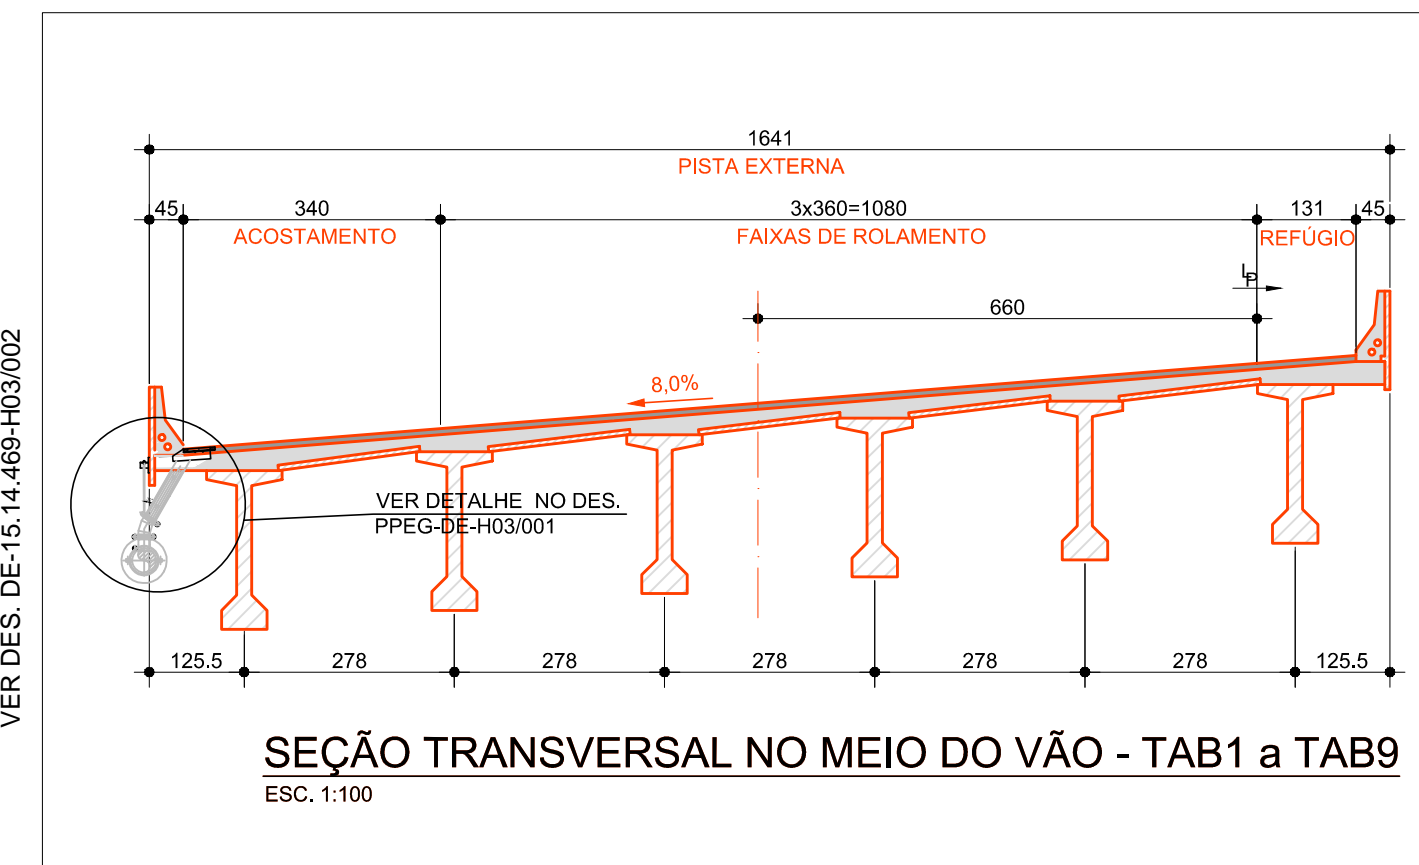 1641
PISTA EXTERNA
45 340 3x360=1080 131 45
ACOSTAMENTO FAIXAS DE ROLAMENTO REFÚGIO
LP
660
8,0%
VER DETALHE NO DES.
PPEG-DE-H03/001
125.5 278 278 278 278 278 125.5
SEÇÃO TRANSVERSAL NO MEIO DO VÃO - TAB1 a TAB9
ESC. 1:100
VER DES. DE-15.14.469-H03/002